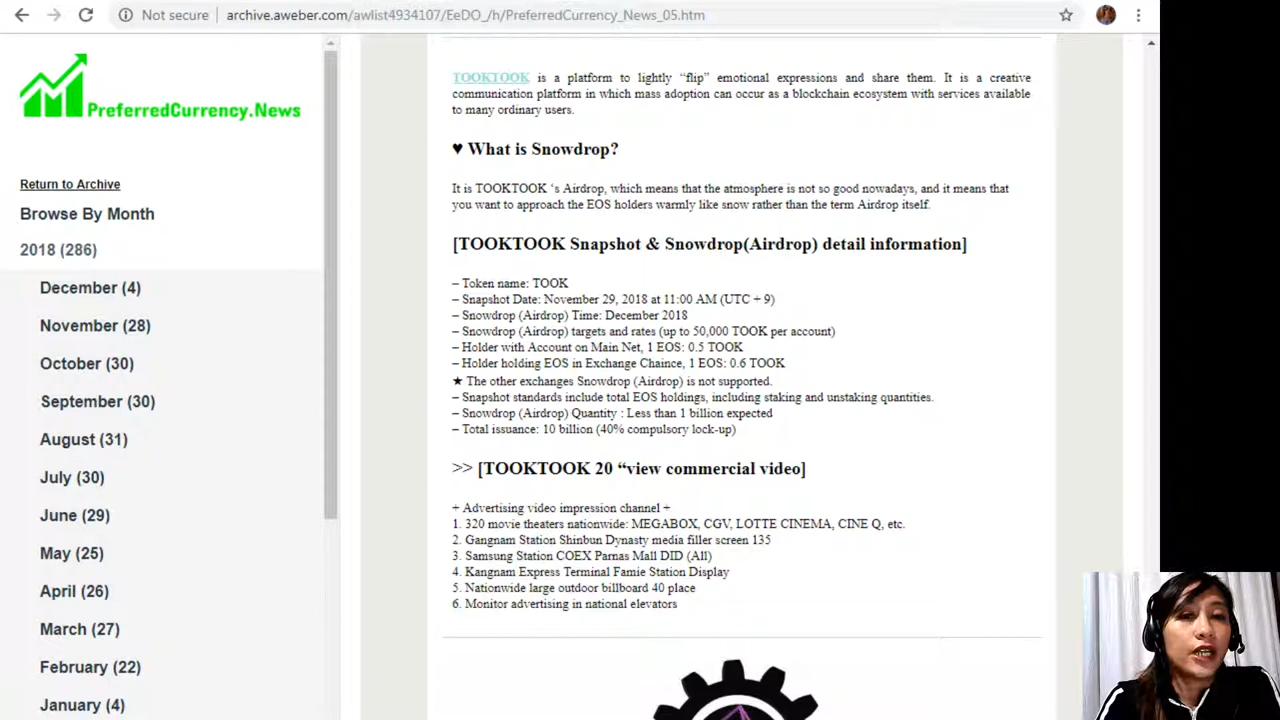 Not secure
archive.aweber.com/awlist4934107/EeDO_/h/PreferredCurrency_News_05.htm
PreferredCurrency.News
Return to Archive
Browse By Month
2018 (286)
December (4)
November (28)
October (30)
September (30)
August (31)
July (30)
June (29)
May (25)
April (26)
March (27)
February (22)
January (4)
TOOKTOOK is a platform to lightly “flip” emotional expressions and share them. It is a creative
communication platform in which mass adoption can occur as a blockchain ecosystem with services available
to many ordinary users.
♥ What is Snowdrop?
It is TOOKTOOK ‘s Airdrop, which means that the atmosphere is not so good nowadays, and it means that
you want to approach the EOS holders warmly like snow rather than the term Airdrop itself.
[TOOKTOOK Snapshot & Snowdrop(Airdrop) detail information]
– Token name: TOOK
– Snapshot Date: November 29, 2018 at 11:00 AM (UTC + 9)
– Snowdrop (Airdrop) Time: December 2018
– Snowdrop (Airdrop) targets and rates (up to 50,000 TOOK per account)
– Holder with Account on Main Net, 1 EOS: 0.5 TOOK
– Holder holding EOS in Exchange Chaince, 1 EOS: 0.6 TOOK
★ The other exchanges Snowdrop (Airdrop) is not supported.
– Snapshot standards include total EOS holdings, including staking and unstaking quantities.
– Snowdrop (Airdrop) Quantity : Less than 1 billion expected
– Total issuance: 10 billion (40% compulsory lock-up)
>> [TOOKTOOK 20 “view commercial video]
+ Advertising video impression channel +
1. 320 movie theaters nationwide: MEGABOX, CGV, LOTTE CINEMA, CINE Q, etc.
2. Gangnam Station Shinbun Dynasty media filler screen 135
3. Samsung Station COEX Parnas Mall DID (All)
4. Kangnam Express Terminal Famie Station Display
5. Nationwide large outdoor billboard 40 place
6. Monitor advertising in national elevators